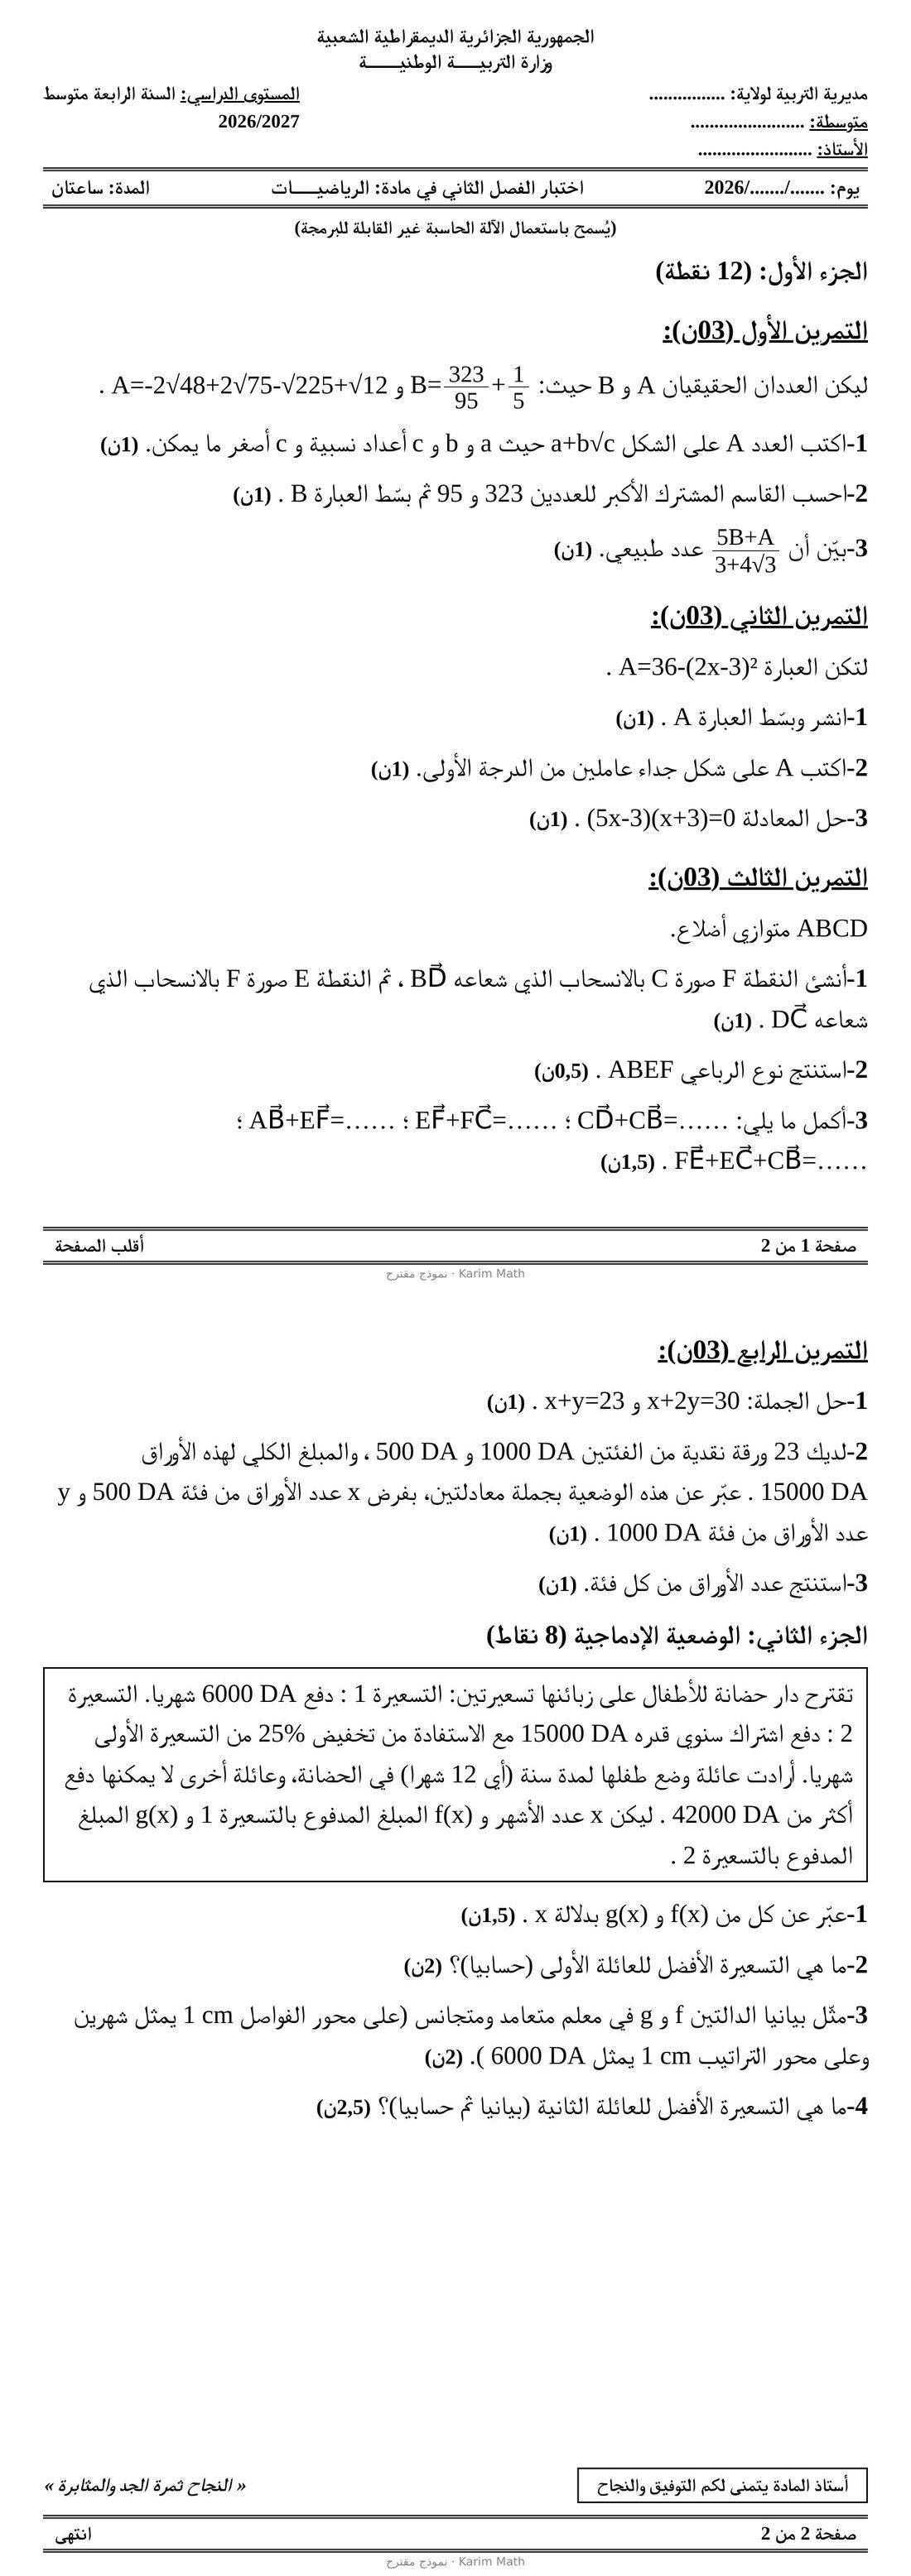 الجمهورية الجزائرية الديمقراطية الشعبية
وزارة التربيـــــة الوطنيــــــة
مديرية التربية لولاية: ................
المستوى الدراسي: السنة الرابعة متوسط
متوسطة: ........................
2026/2027
الأستاذ: ........................
يوم: ......./......./2026
اختبار الفصل الثاني في مادة: الرياضيـــــات
المدة: ساعتان
(يُسمح باستعمال الآلة الحاسبة غير القابلة للبرمجة)
الجزء الأول: (12 نقطة)
التمرين الأول (03ن):
ليكن العددان الحقيقيان A و B حيث: B=323/95+1/5 و A=-2√48+2√75-√225+√12 .
1-اكتب العدد A على الشكل a+b√c حيث a و b و c أعداد نسبية و c أصغر ما يمكن. (1ن)
2-احسب القاسم المشترك الأكبر للعددين 323 و 95 ثم بسّط العبارة B . (1ن)
3-بيّن أن 5B+A/3+4√3 عدد طبيعي. (1ن)
التمرين الثاني (03ن):
لتكن العبارة A=36-(2x-3)² .
1-انشر وبسّط العبارة A . (1ن)
2-اكتب A على شكل جداء عاملين من الدرجة الأولى. (1ن)
3-حل المعادلة (5x-3)(x+3)=0 . (1ن)
التمرين الثالث (03ن):
ABCD متوازي أضلاع.
1-أنشئ النقطة F صورة C بالانسحاب الذي شعاعه BD⃗ ، ثم النقطة E صورة F بالانسحاب الذي
شعاعه DC⃗ . (1ن)
2-استنتج نوع الرباعي ABEF . (0,5ن)
3-أكمل ما يلي: CD⃗+CB⃗=…… ؛ EF⃗+FC⃗=…… ؛ AB⃗+EF⃗=…… ؛
FE⃗+EC⃗+CB⃗=…… . (1,5ن)
صفحة 1 من 2
أقلب الصفحة
Karim Math · نموذج مقترح
التمرين الرابع (03ن):
1-حل الجملة: x+2y=30 و x+y=23 . (1ن)
2-لديك 23 ورقة نقدية من الفئتين 1000 DA و 500 DA ، والمبلغ الكلي لهذه الأوراق
15000 DA . عبّر عن هذه الوضعية بجملة معادلتين، بفرض x عدد الأوراق من فئة 500 DA و y
عدد الأوراق من فئة 1000 DA . (1ن)
3-استنتج عدد الأوراق من كل فئة. (1ن)
الجزء الثاني: الوضعية الإدماجية (8 نقاط)
تقترح دار حضانة للأطفال على زبائنها تسعيرتين: التسعيرة 1 : دفع 6000 DA شهريا. التسعيرة
2 : دفع اشتراك سنوي قدره 15000 DA مع الاستفادة من تخفيض 25% من التسعيرة الأولى
شهريا. أرادت عائلة وضع طفلها لمدة سنة (أي 12 شهرا) في الحضانة، وعائلة أخرى لا يمكنها دفع
أكثر من 42000 DA . ليكن x عدد الأشهر و f(x) المبلغ المدفوع بالتسعيرة 1 و g(x) المبلغ
المدفوع بالتسعيرة 2 .
1-عبّر عن كل من f(x) و g(x) بدلالة x . (1,5ن)
2-ما هي التسعيرة الأفضل للعائلة الأولى (حسابيا)؟ (2ن)
3-مثّل بيانيا الدالتين f و g في معلم متعامد ومتجانس (على محور الفواصل 1 cm يمثل شهرين
وعلى محور التراتيب 1 cm يمثل 6000 DA ). (2ن)
4-ما هي التسعيرة الأفضل للعائلة الثانية (بيانيا ثم حسابيا)؟ (2,5ن)
أستاذ المادة يتمنى لكم التوفيق والنجاح
« النجاح ثمرة الجد والمثابرة »
صفحة 2 من 2
انتهى
Karim Math · نموذج مقترح